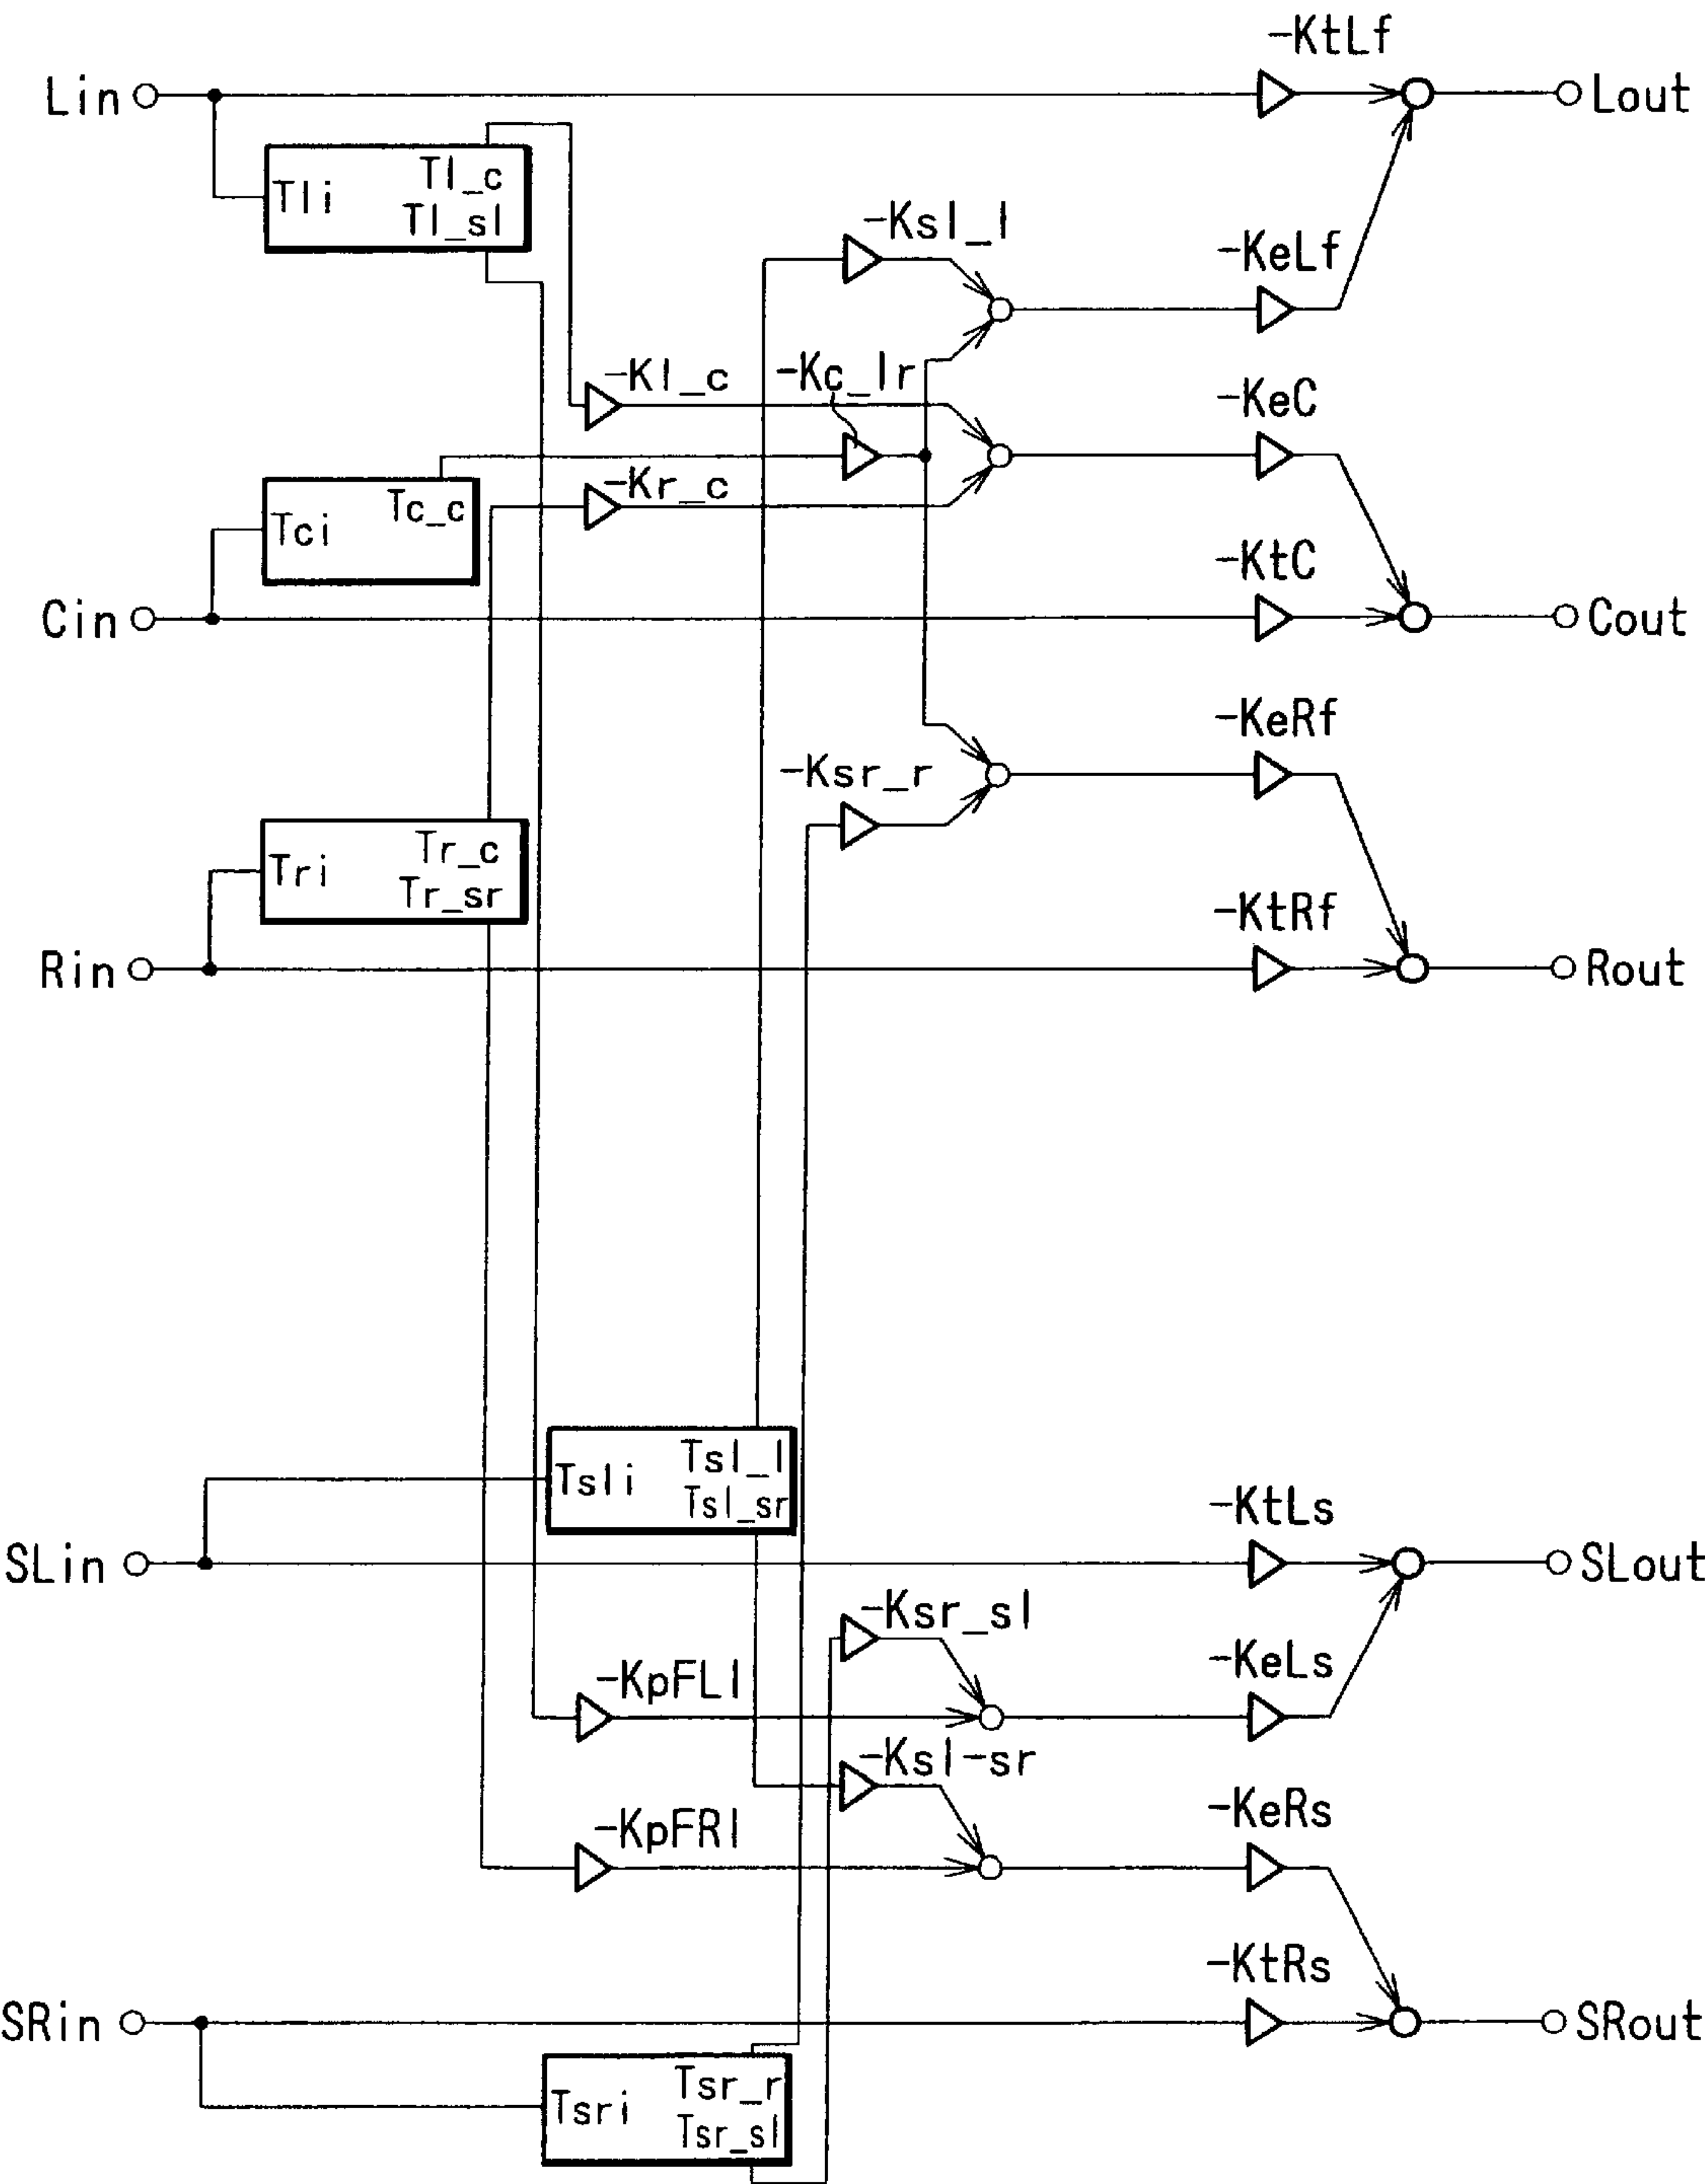 -KtLf
Lin
Lout
Tl_c
Tli
Tl_sl
-Ksl_l
-KeLf
-Kl_c
-Kc_lr
-KeC
-Kr_c
Tc_c
Tci
-KtC
Cin
Cout
-KeRf
-Ksr_r
Tr_c
Tri
Tr_sr
-KtRf
Rin
Rout
Tsl_l
Tsli
Tsl_sr
-KtLs
SLin
SLout
-Ksr_sl
-KeLs
-KpFLl
-Ksl-sr
-KeRs
-KpFRl
-KtRs
SRin
SRout
Tsr_r
Tsri
Tsr_sl